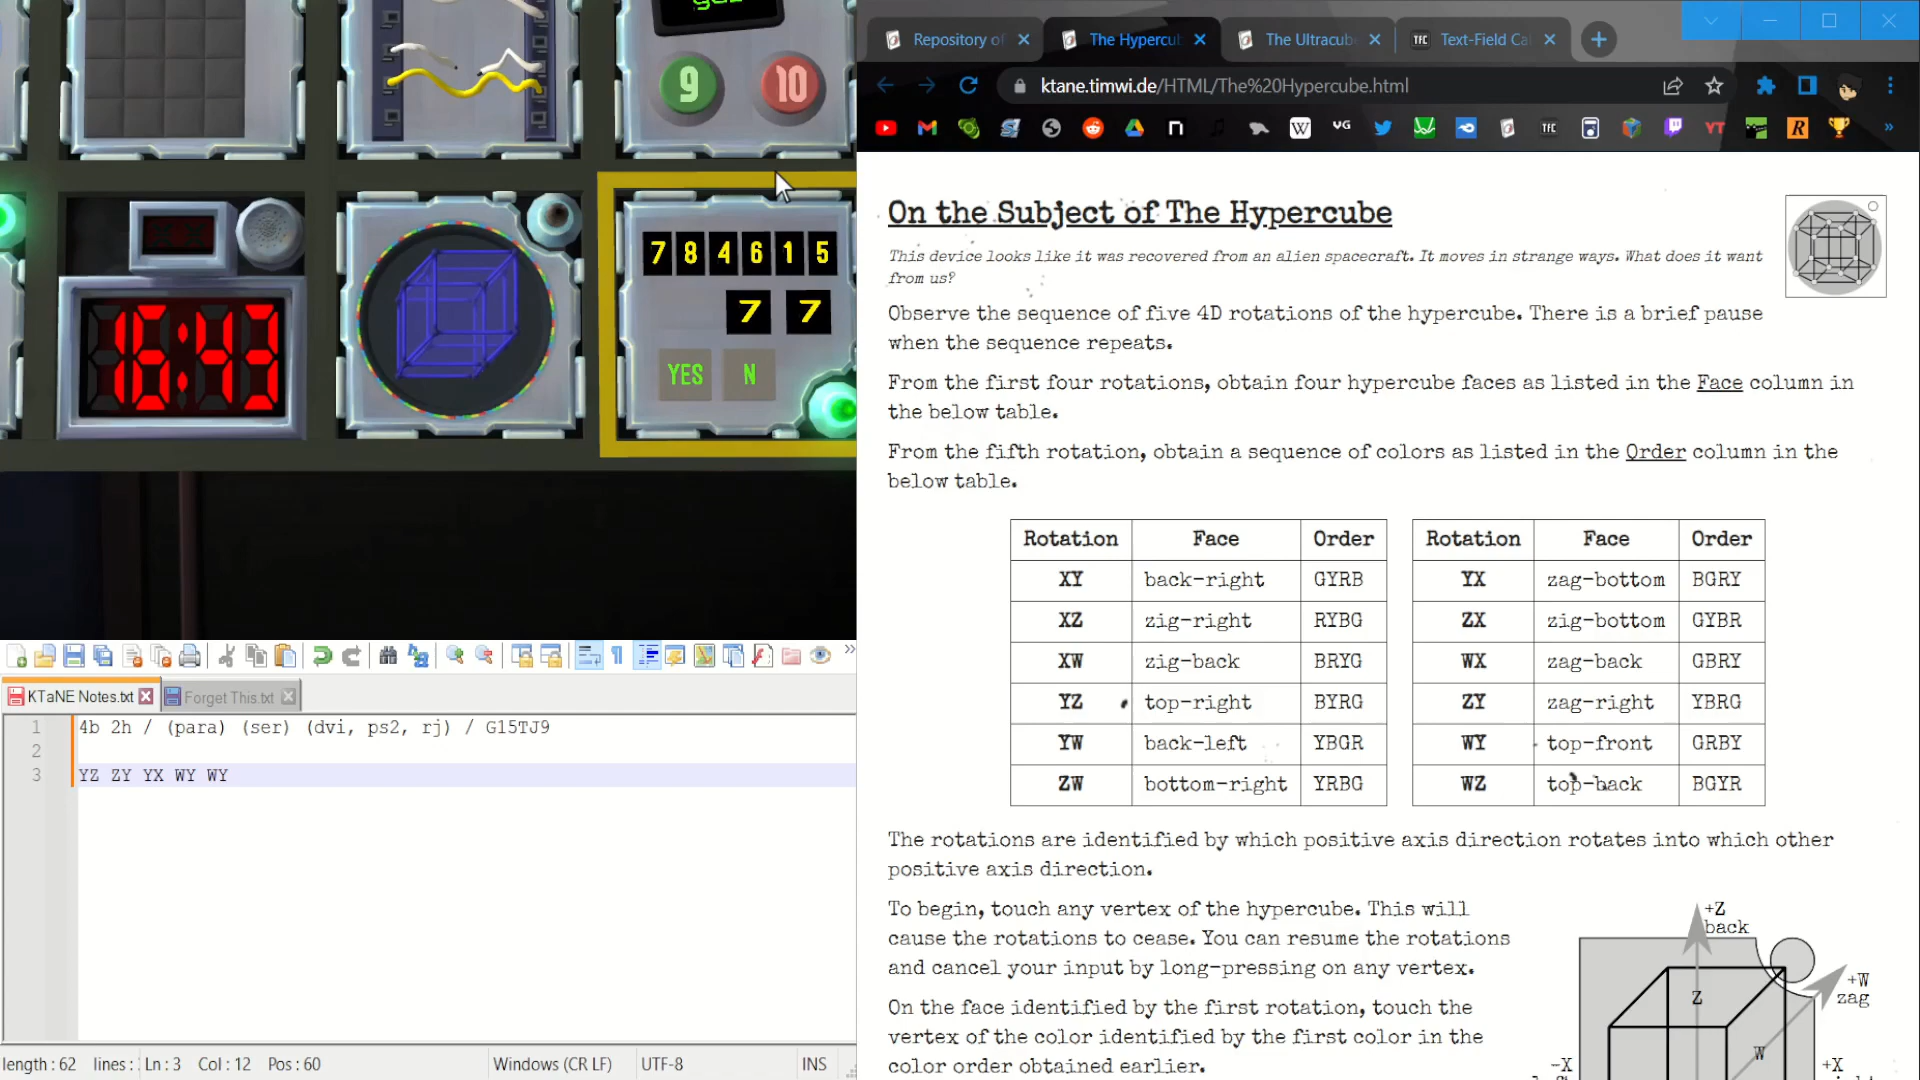 9 10
7 8 4 6 1 5
7 7
YES N
16:43
Repository of
The Hypercub
The Ultracub
Text-Field Ca
ktane.timwi.de/HTML/The%20Hypercube.html
On the Subject of The Hypercube
This device looks like it was recovered from an alien spacecraft. It moves in strange ways. What does it want
from us?
Observe the sequence of five 4D rotations of the hypercube. There is a brief pause
when the sequence repeats.
From the first four rotations, obtain four hypercube faces as listed in the Face column in
the below table.
From the fifth rotation, obtain a sequence of colors as listed in the Order column in the
below table.
Rotation Face Order Rotation Face Order
XY back-right GYRB YX zag-bottom BGRY
XZ zig-right RYBG ZX zig-bottom GYBR
XW zig-back BRYG WX zag-back GBRY
YZ top-right BYRG ZY zag-right YBRG
YW back-left YBGR WY top-front GRBY
ZW bottom-right YRBG WZ top-back BGYR
The rotations are identified by which positive axis direction rotates into which other
positive axis direction.
To begin, touch any vertex of the hypercube. This will
cause the rotations to cease. You can resume the rotations
and cancel your input by long-pressing on any vertex.
On the face identified by the first rotation, touch the
vertex of the color identified by the first color in the
color order obtained earlier.
+Z
back
+W
zag
Z
W
-X
+X
KTaNE Notes.txt
Forget This.txt
1 4b 2h / (para) (ser) (dvi, ps2, rj) / G15TJ9
2
3 YZ ZY YX WY WY
length : 62 lines : Ln : 3 Col : 12 Pos : 60 Windows (CR LF) UTF-8 INS